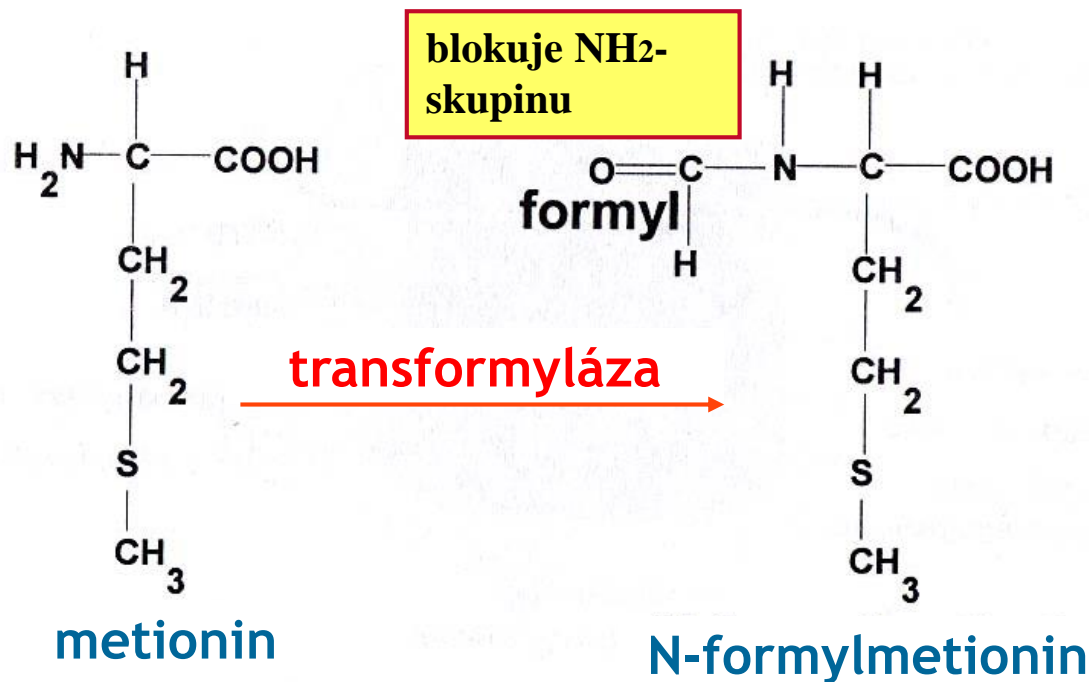 blokuje NH2-
skupinu
H
H2N-C-COOH
CH2
CH2
S
CH3
metionin
transformyláza
H H
O=C-N-C-COOH
formyl
H
CH2
CH2
S
CH3
N-formylmetionin